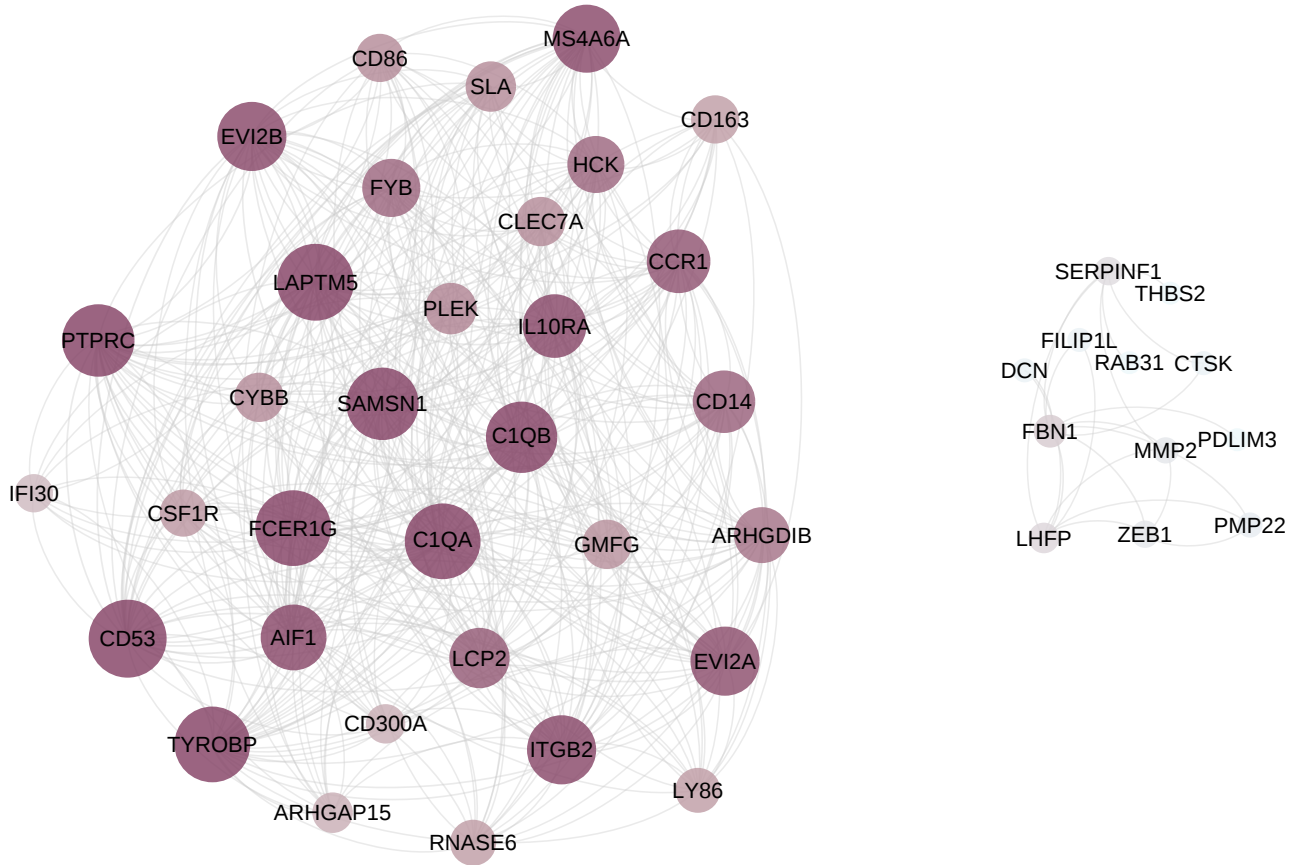 MS4A6A
CD86
SLA
CD163
EVI2B
HCK
FYB
CLEC7A
CCR1
LAPTM5
PLEK
IL10RA
PTPRC
CYBB
SAMSN1
CD14
C1QB
IFI30
CSF1R
FCER1G
C1QA
GMFG
ARHGDIB
CD53
AIF1
LCP2
EVI2A
CD300A
TYROBP
ITGB2
LY86
ARHGAP15
RNASE6
SERPINF1
THBS2
FILIP1L
RAB31
CTSK
DCN
FBN1
PDLIM3
MMP2
PMP22
ZEB1
LHFP